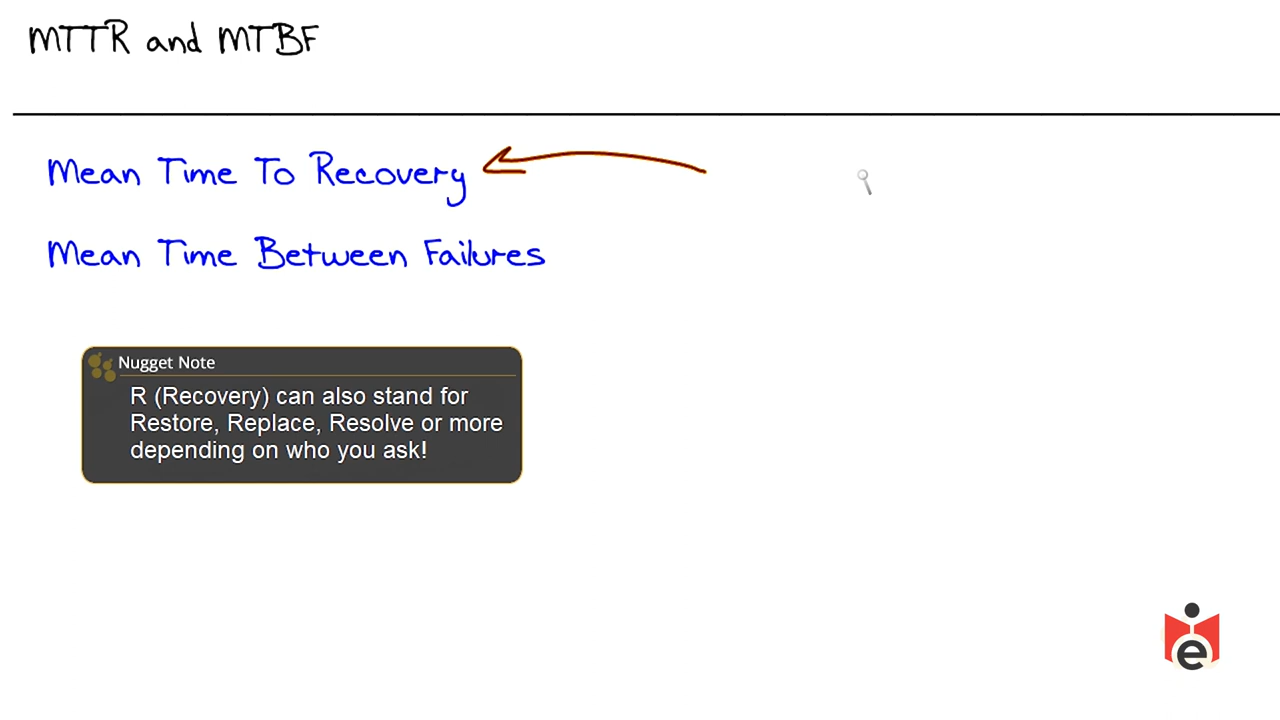 MTTR and MTBF
Mean Time To Recovery
Mean Time Between Failures
Nugget Note
R (Recovery) can also stand for
Restore, Replace, Resolve or more
depending on who you ask!
e